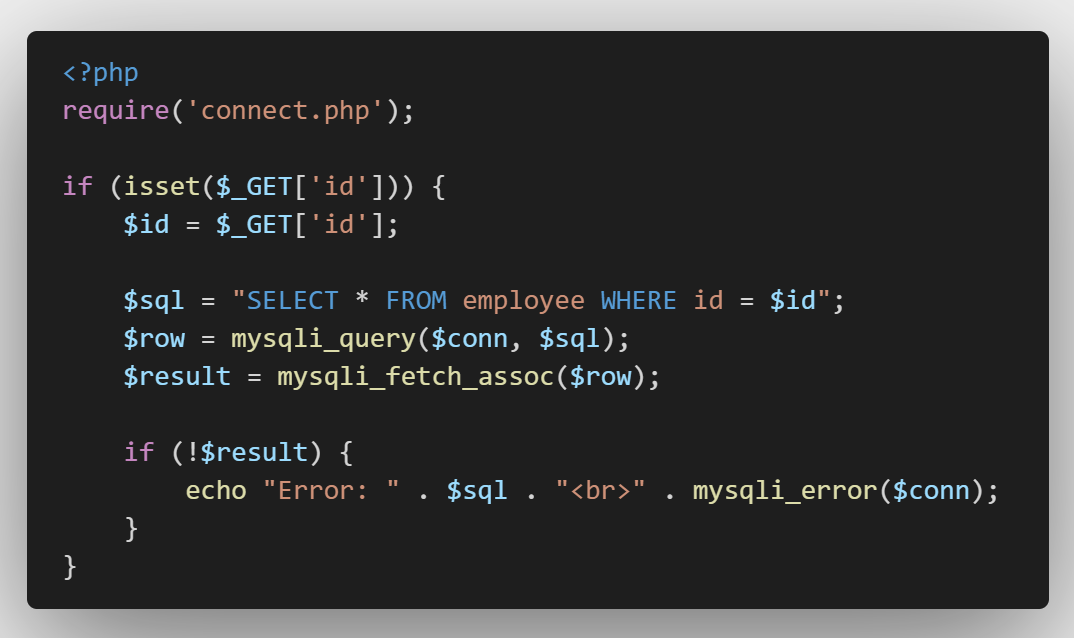 <?php
require('connect.php');
if (isset($_GET['id'])) {
    $id = $_GET['id'];
    $sql = "SELECT * FROM employee WHERE id = $id";
    $row = mysqli_query($conn, $sql);
    $result = mysqli_fetch_assoc($row);
    if (!$result) {
        echo "Error: " . $sql . "<br>" . mysqli_error($conn);
    }
}